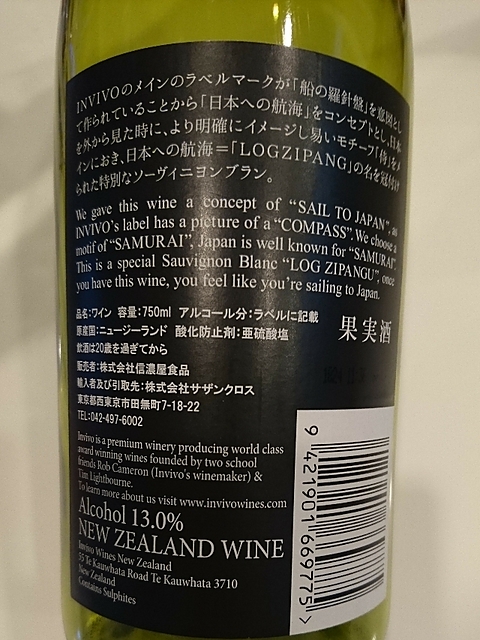 INVIVOのメインのラベルマークが「船の羅針盤」を意図とし
て作られていることから「日本への航海」をコンセプトとし、日本
を外から見た時に、より明確にイメージし易いモチーフ「侍」をメ
インにおき、日本への航海＝「LOGZIPANG」の名を冠付け
られた特別なソーヴィニヨンブラン。
We gave this wine a concept of “SAIL TO JAPAN”, as
INVIVO's label has a picture of a “COMPASS”. We choose a
motif of “SAMURAI”, Japan is well known for “SAMURAI”.
This is a special Sauvignon Blanc “LOG ZIPANGU”, once
you have this wine, you feel like you're sailing to Japan.
品名:ワイン 容量:750ml アルコール分:ラベルに記載
原産国:ニュージーランド 酸化防止剤:亜硫酸塩
飲酒は20歳を過ぎてから
販売者:株式会社信濃屋食品
輸入者及び引取先:株式会社サザンクロス
東京都西東京市田無町7-18-22
TEL:042-497-6002
果実酒
Invivo is a premium winery producing world class
award winning wines founded by two school
friends Rob Cameron (Invivo's winemaker) &
Tim Lightbourne.
To learn more about us visit www.invivowines.com
Alcohol 13.0%
NEW ZEALAND WINE
Invivo Wines New Zealand
55 Te Kauwhata Road Te Kauwhata 3710
New Zealand
Contains Sulphites
9 421901 669775 >